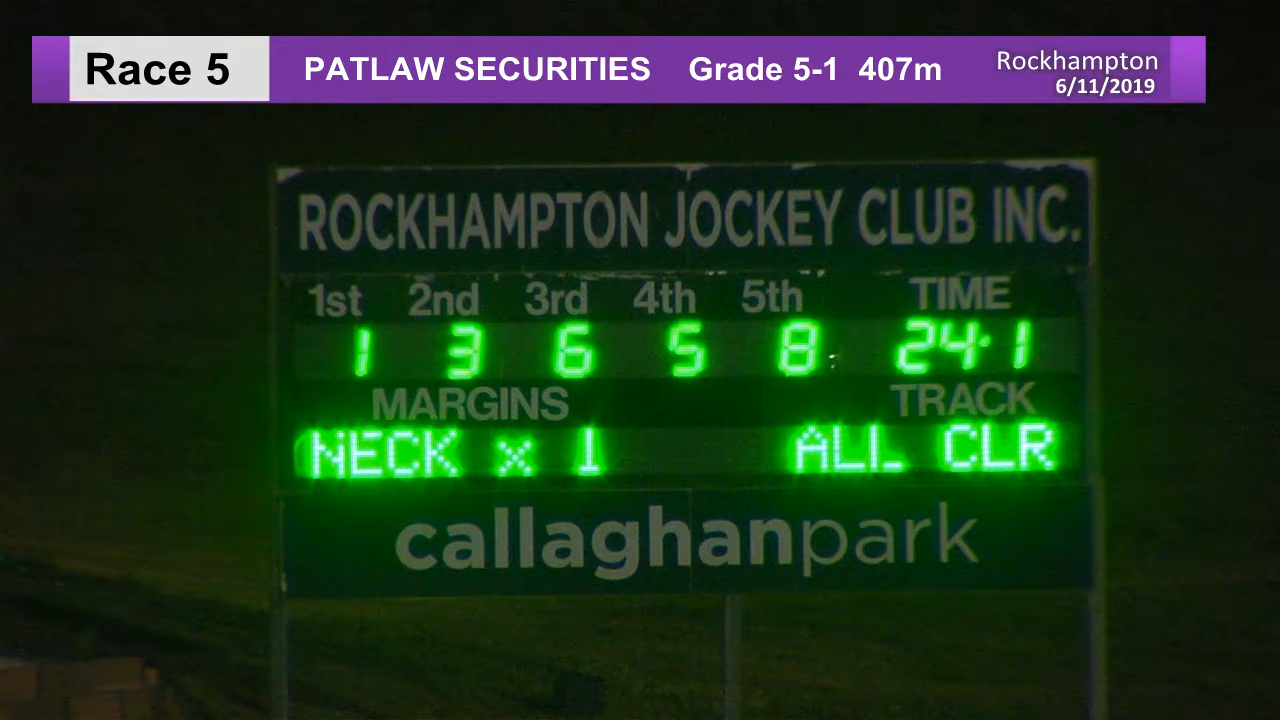 Race 5 PATLAW SECURITIES Grade 5-1 407m Rockhampton
6/11/2019
ROCKHAMPTON JOCKEY CLUB INC.
1st 2nd 3rd 4th 5th TIME
1 3 6 5 8 24·1
MARGINS TRACK
NECK x 1 ALL CLR
callaghanpark